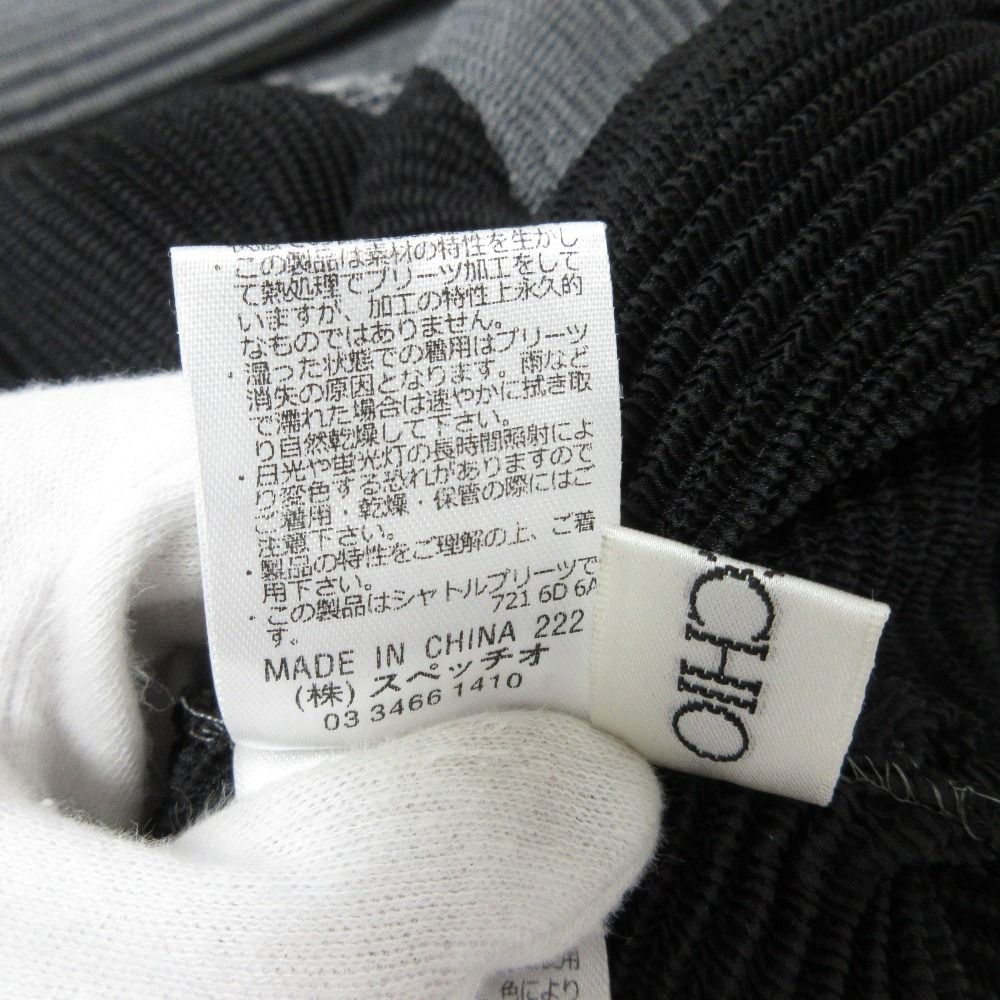 ・この製品は素材の特性を生かし
て熱処理でプリーツ加工をして
いますが、加工の特性上永久的
なものではありません。
・湿った状態での着用はプリーツ
消失の原因となります。雨など
で濡れた場合は速やかに拭き取
り自然乾燥して下さい。
・日光や蛍光灯の長時間照射によ
り変色する恐れがありますので
ご着用・乾燥・保管の際にはご
注意下さい。
・製品の特性をご理解の上、ご着
用下さい。
・この製品はシャトルプリーツで
す。
721 6D 6A
MADE IN CHINA 222
(株) スペッチオ
03 3466 1410
CCHIO
使用
色により